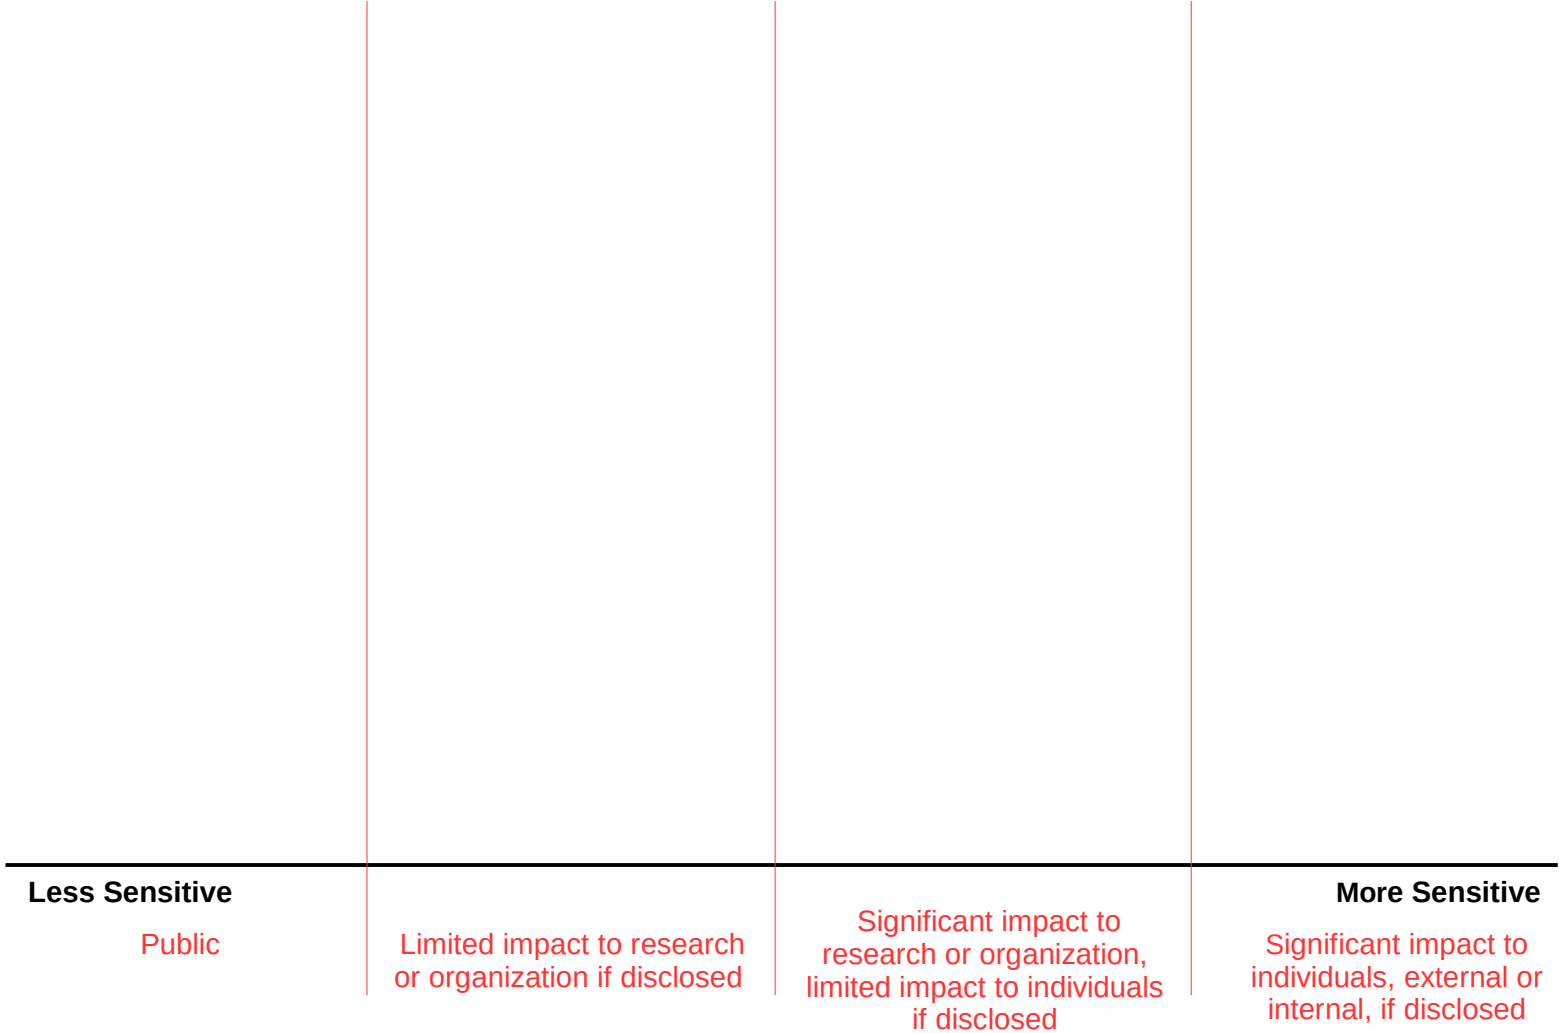 Less Sensitive
More Sensitive
Public
Limited impact to research
or organization if disclosed
Significant impact to
research or organization,
limited impact to individuals
if disclosed
Significant impact to
individuals, external or
internal, if disclosed